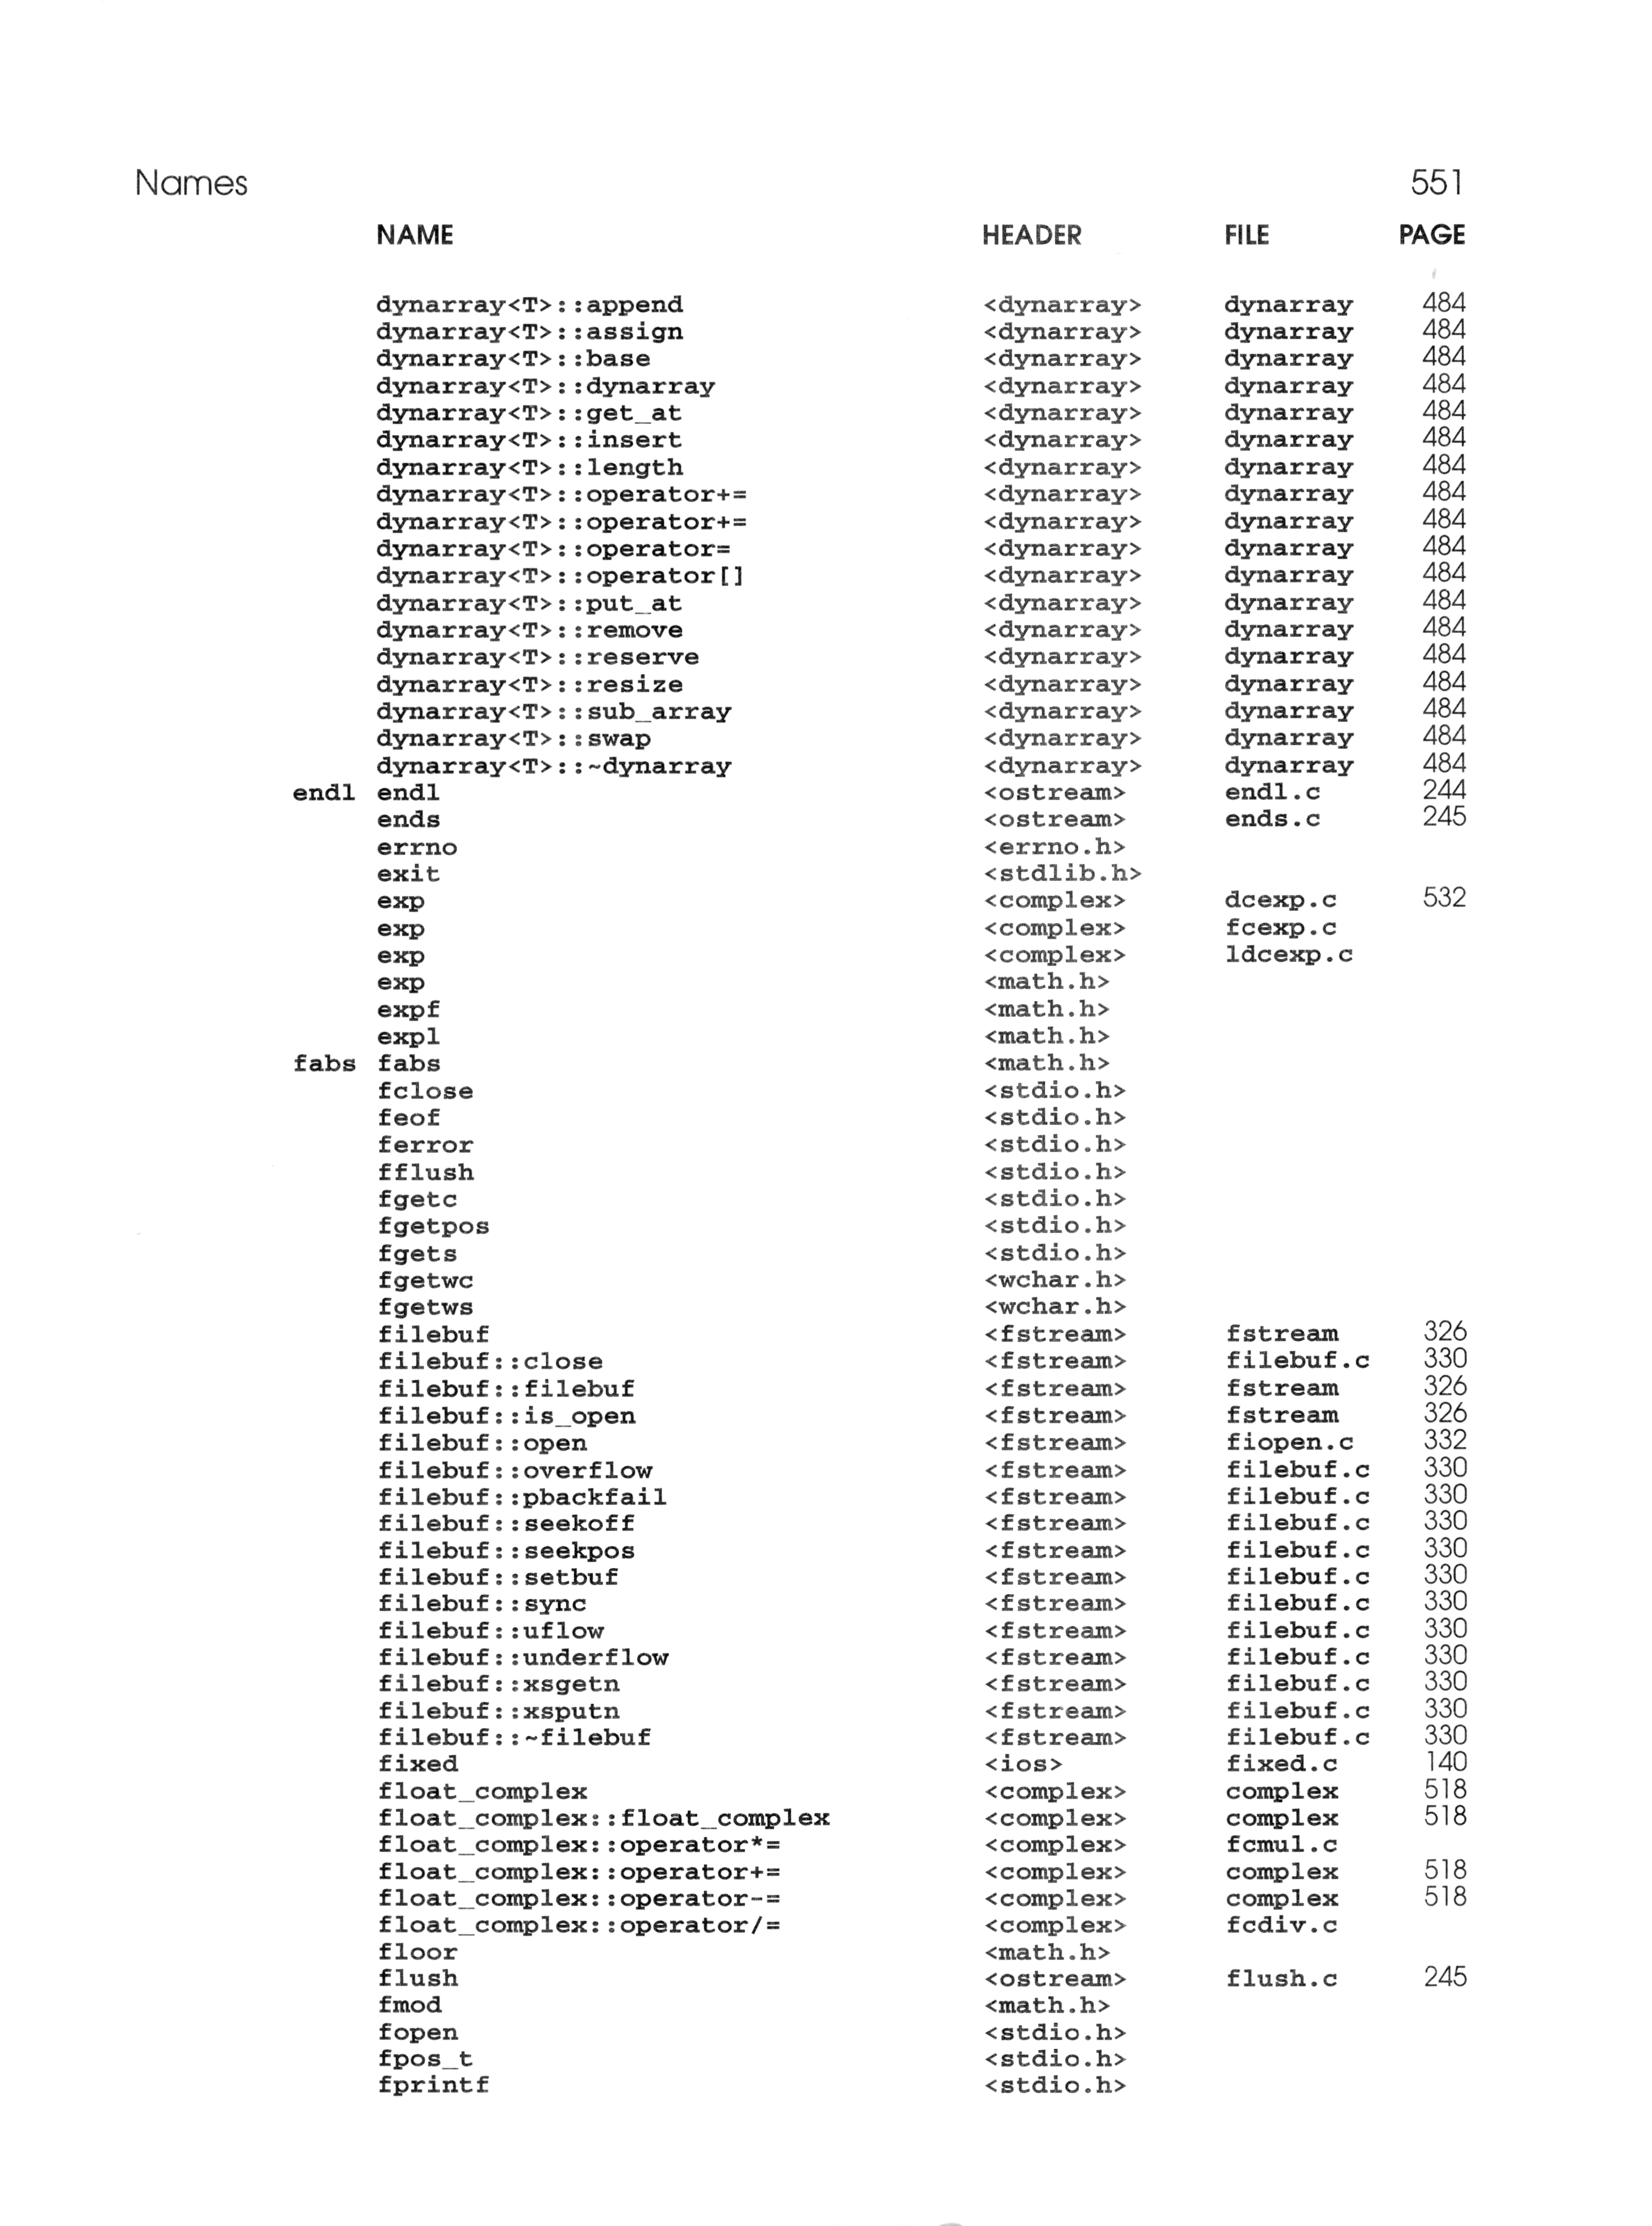 Names 551
NAME HEADER FILE PAGE
dynarray<T>::append <dynarray> dynarray 484
dynarray<T>::assign <dynarray> dynarray 484
dynarray<T>::base <dynarray> dynarray 484
dynarray<T>::dynarray <dynarray> dynarray 484
dynarray<T>::get_at <dynarray> dynarray 484
dynarray<T>::insert <dynarray> dynarray 484
dynarray<T>::length <dynarray> dynarray 484
dynarray<T>::operator+= <dynarray> dynarray 484
dynarray<T>::operator+= <dynarray> dynarray 484
dynarray<T>::operator= <dynarray> dynarray 484
dynarray<T>::operator[] <dynarray> dynarray 484
dynarray<T>::put_at <dynarray> dynarray 484
dynarray<T>::remove <dynarray> dynarray 484
dynarray<T>::reserve <dynarray> dynarray 484
dynarray<T>::resize <dynarray> dynarray 484
dynarray<T>::sub_array <dynarray> dynarray 484
dynarray<T>::swap <dynarray> dynarray 484
dynarray<T>::~dynarray <dynarray> dynarray 484
endl endl <ostream> endl.c 244
ends <ostream> ends.c 245
errno <errno.h>
exit <stdlib.h>
exp <complex> dcexp.c 532
exp <complex> fcexp.c
exp <complex> ldcexp.c
exp <math.h>
expf <math.h>
expl <math.h>
fabs fabs <math.h>
fclose <stdio.h>
feof <stdio.h>
ferror <stdio.h>
fflush <stdio.h>
fgetc <stdio.h>
fgetpos <stdio.h>
fgets <stdio.h>
fgetwc <wchar.h>
fgetws <wchar.h>
filebuf <fstream> fstream 326
filebuf::close <fstream> filebuf.c 330
filebuf::filebuf <fstream> fstream 326
filebuf::is_open <fstream> fstream 326
filebuf::open <fstream> fiopen.c 332
filebuf::overflow <fstream> filebuf.c 330
filebuf::pbackfail <fstream> filebuf.c 330
filebuf::seekoff <fstream> filebuf.c 330
filebuf::seekpos <fstream> filebuf.c 330
filebuf::setbuf <fstream> filebuf.c 330
filebuf::sync <fstream> filebuf.c 330
filebuf::uflow <fstream> filebuf.c 330
filebuf::underflow <fstream> filebuf.c 330
filebuf::xsgetn <fstream> filebuf.c 330
filebuf::xsputn <fstream> filebuf.c 330
filebuf::~filebuf <fstream> filebuf.c 330
fixed <ios> fixed.c 140
float_complex <complex> complex 518
float_complex::float_complex <complex> complex 518
float_complex::operator*= <complex> fcmul.c
float_complex::operator+= <complex> complex 518
float_complex::operator-= <complex> complex 518
float_complex::operator/= <complex> fcdiv.c
floor <math.h>
flush <ostream> flush.c 245
fmod <math.h>
fopen <stdio.h>
fpos_t <stdio.h>
fprintf <stdio.h>